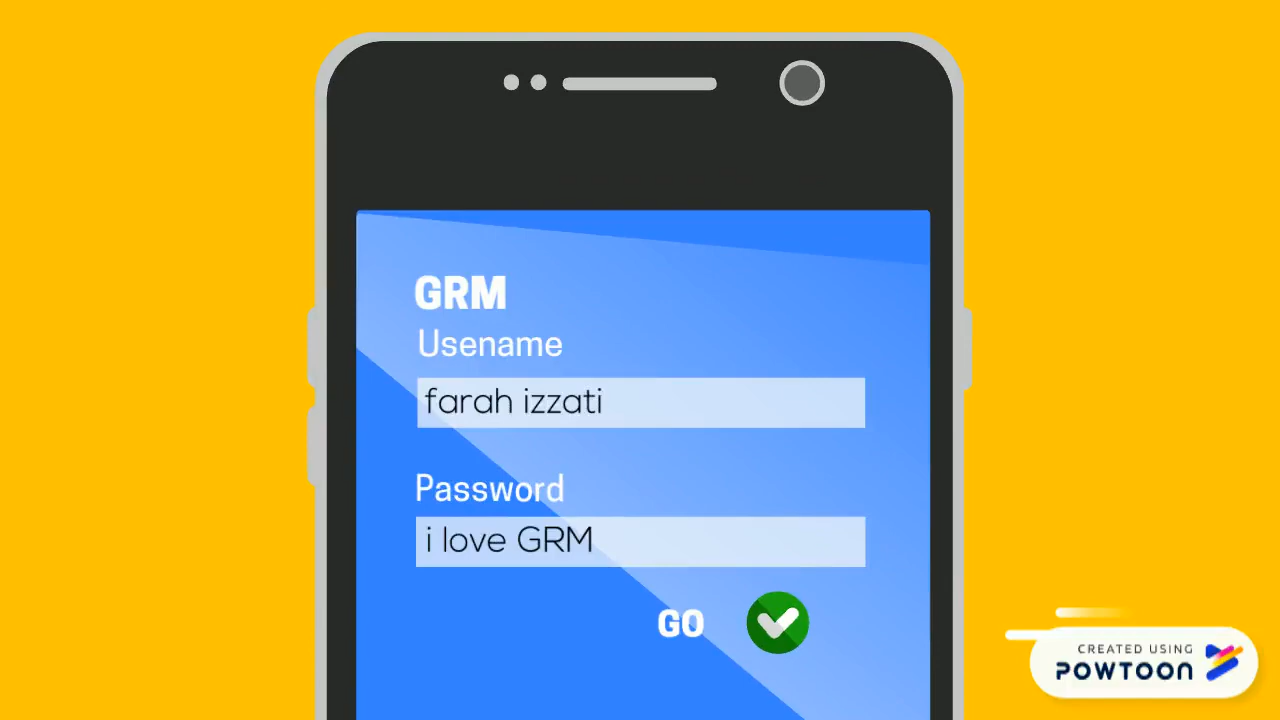 GRM
Usename
farah izzati
Password
i love GRM
GO
CREATED USING
POWTOON